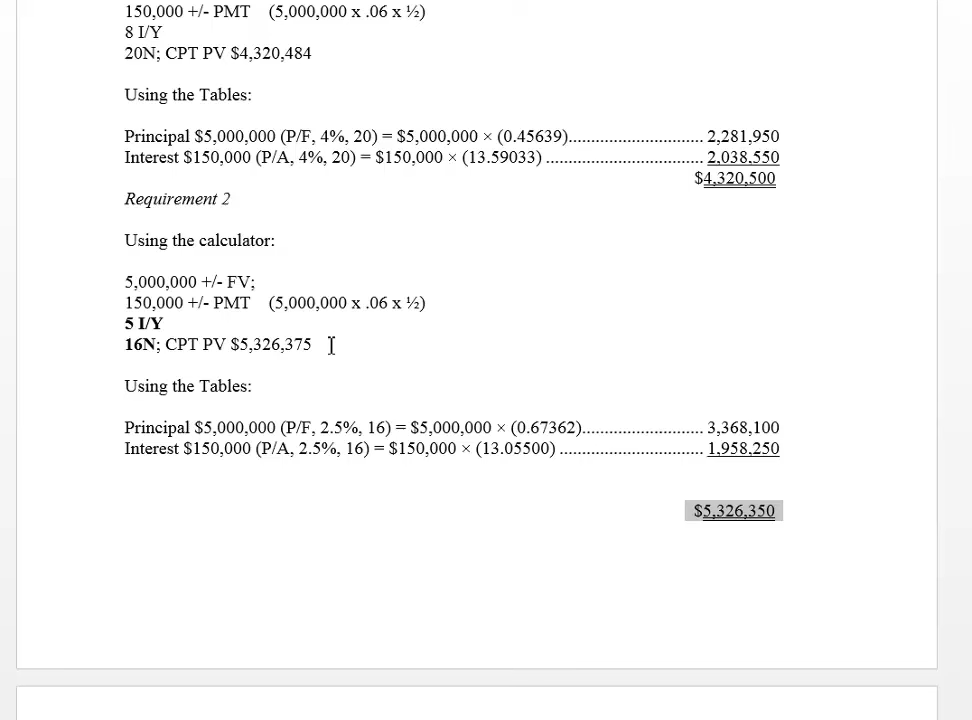 150,000 +/- PMT (5,000,000 x .06 x ½)
8 I/Y
20N; CPT PV $4,320,484
Using the Tables:
Principal $5,000,000 (P/F, 4%, 20) = $5,000,000 × (0.45639)............................... 2,281,950
Interest $150,000 (P/A, 4%, 20) = $150,000 × (13.59033) ................................... 2,038,550
$4,320,500
Requirement 2
Using the calculator:
5,000,000 +/- FV;
150,000 +/- PMT (5,000,000 x .06 x ½)
5 I/Y
16N; CPT PV $5,326,375
Using the Tables:
Principal $5,000,000 (P/F, 2.5%, 16) = $5,000,000 × (0.67362)............................ 3,368,100
Interest $150,000 (P/A, 2.5%, 16) = $150,000 × (13.05500) ................................ 1,958,250
$5,326,350